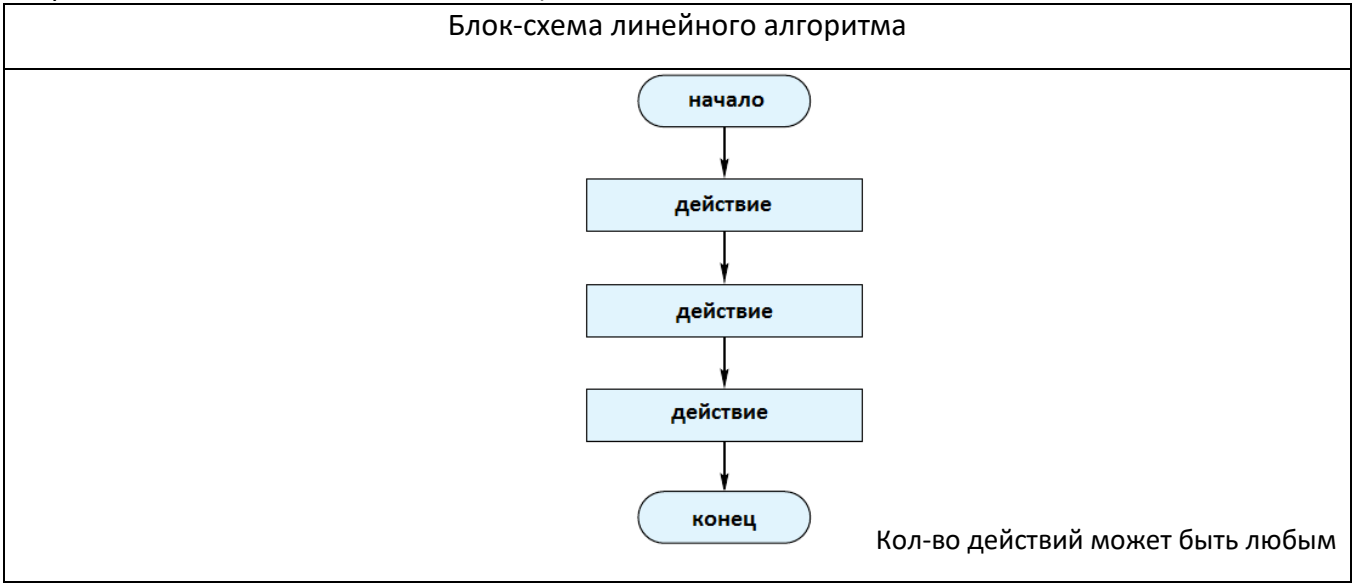 Блок-схема линейного алгоритма
начало
действие
действие
действие
конец
Кол-во действий может быть любым